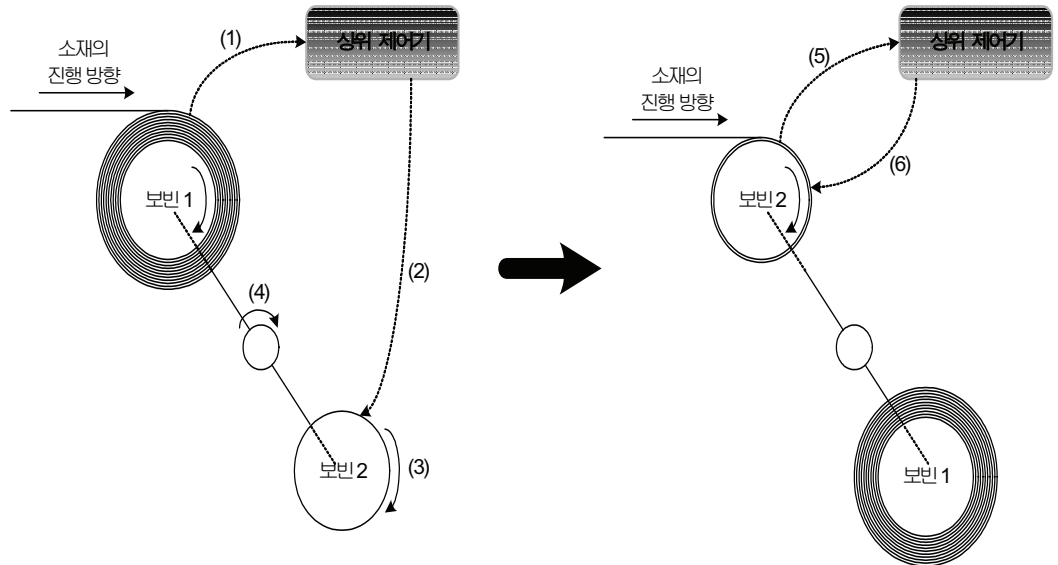 소재의
진행 방향
(1)
상위 제어기
보빈 1
(2)
(4)
보빈 2
(3)
소재의
진행 방향
(5)
상위 제어기
보빈 2
(6)
보빈 1